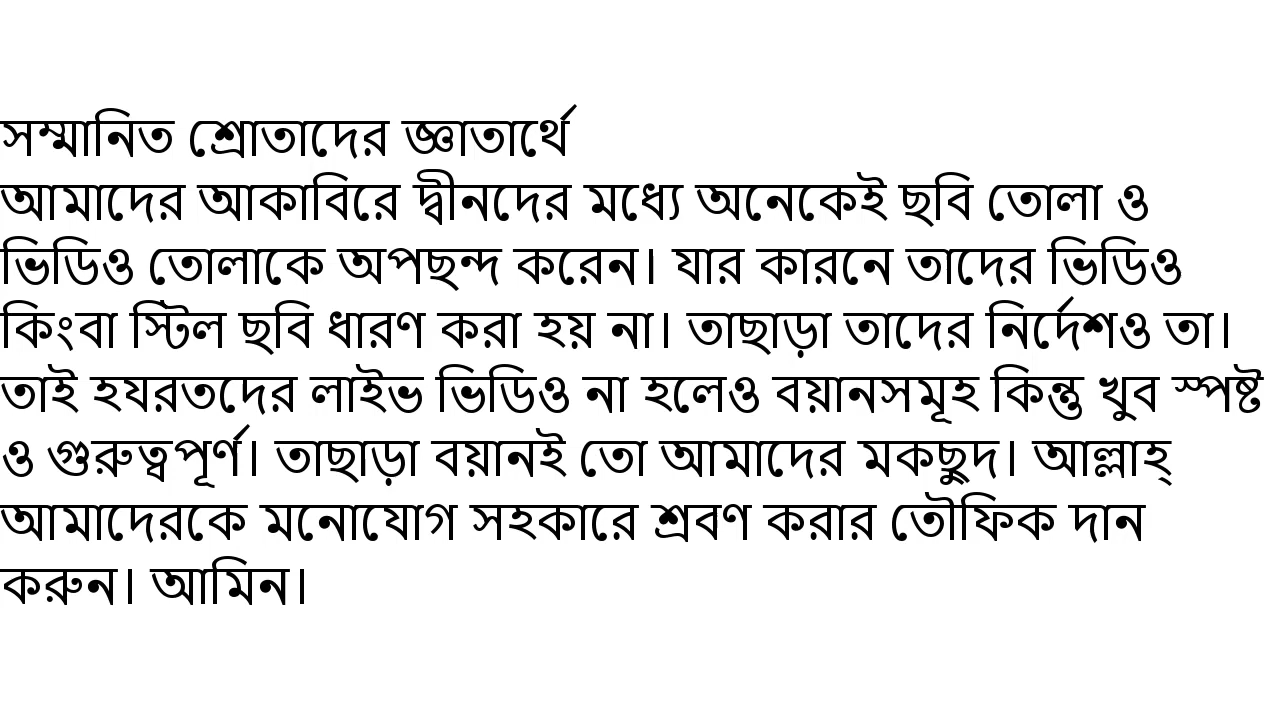 সম্মানিত শ্রোতাদের জ্ঞাতার্থে
আমাদের আকাবিরে দ্বীনদের মধ্যে অনেকেই ছবি তোলা ও
ভিডিও তোলাকে অপছন্দ করেন। যার কারনে তাদের ভিডিও
কিংবা স্টিল ছবি ধারণ করা হয় না। তাছাড়া তাদের নির্দেশও তা।
তাই হযরতদের লাইভ ভিডিও না হলেও বয়ানসমূহ কিন্তু খুব স্পষ্ট
ও গুরুত্বপূর্ণ। তাছাড়া বয়ানই তো আমাদের মকছুদ। আল্লাহ্
আমাদেরকে মনোযোগ সহকারে শ্রবণ করার তৌফিক দান
করুন। আমিন।